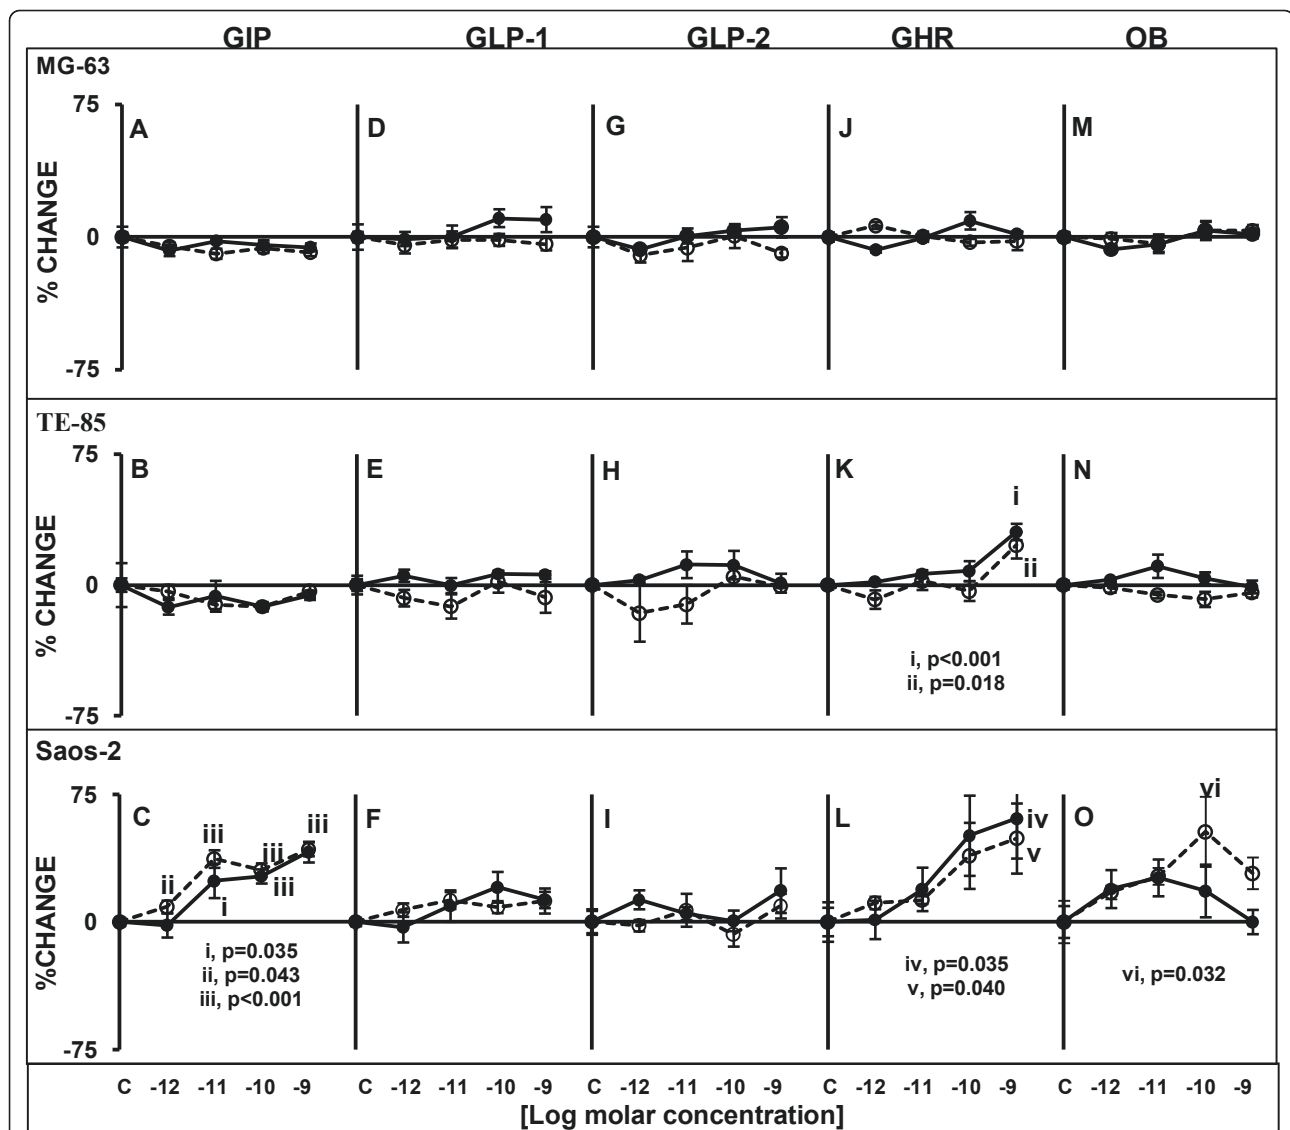 GIP GLP-1 GLP-2 GHR OB
MG-63
75
A D G J M
% CHANGE
0
-75
TE-85
75
B E H K N
i
% CHANGE
0
ii
i, p<0.001
ii, p=0.018
-75
Saos-2
75
C F I L O
vi
iii iii
iii
ii
iii
i
iv
v
%CHANGE
0
i, p=0.035
ii, p=0.043
iii, p<0.001
iv, p=0.035
v, p=0.040
vi, p=0.032
-75
C -12 -11 -10 -9 C -12 -11 -10 -9 C -12 -11 -10 -9 C -12 -11 -10 -9 C -12 -11 -10 -9
[Log molar concentration]